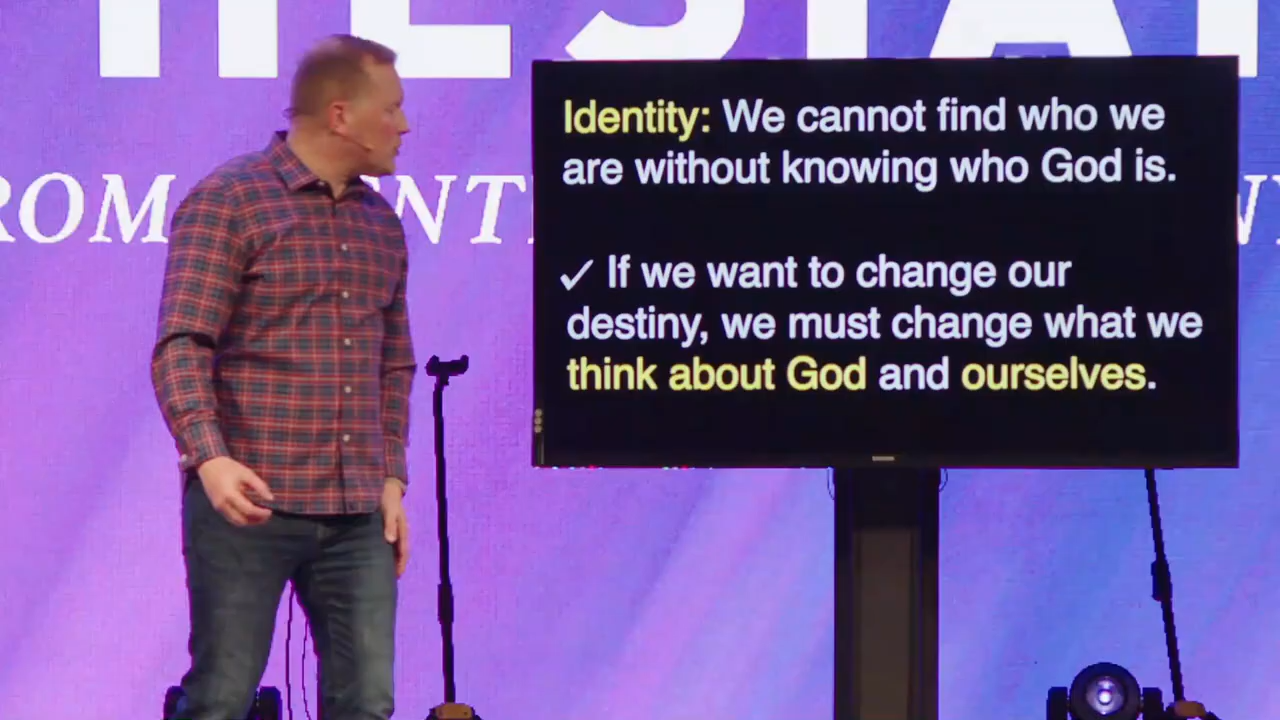 Identity: We cannot find who we
are without knowing who God is.
✓ If we want to change our
destiny, we must change what we
think about God and ourselves.